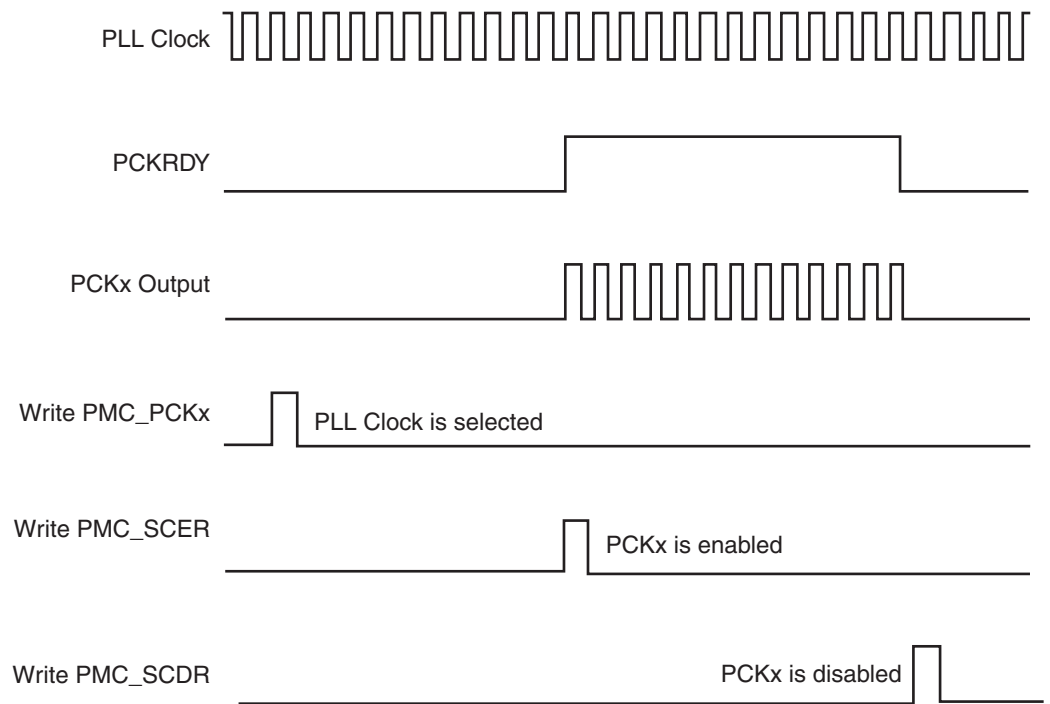 PLL Clock
PCKRDY
PCKx Output
Write PMC_PCKx
PLL Clock is selected
Write PMC_SCER
PCKx is enabled
Write PMC_SCDR
PCKx is disabled